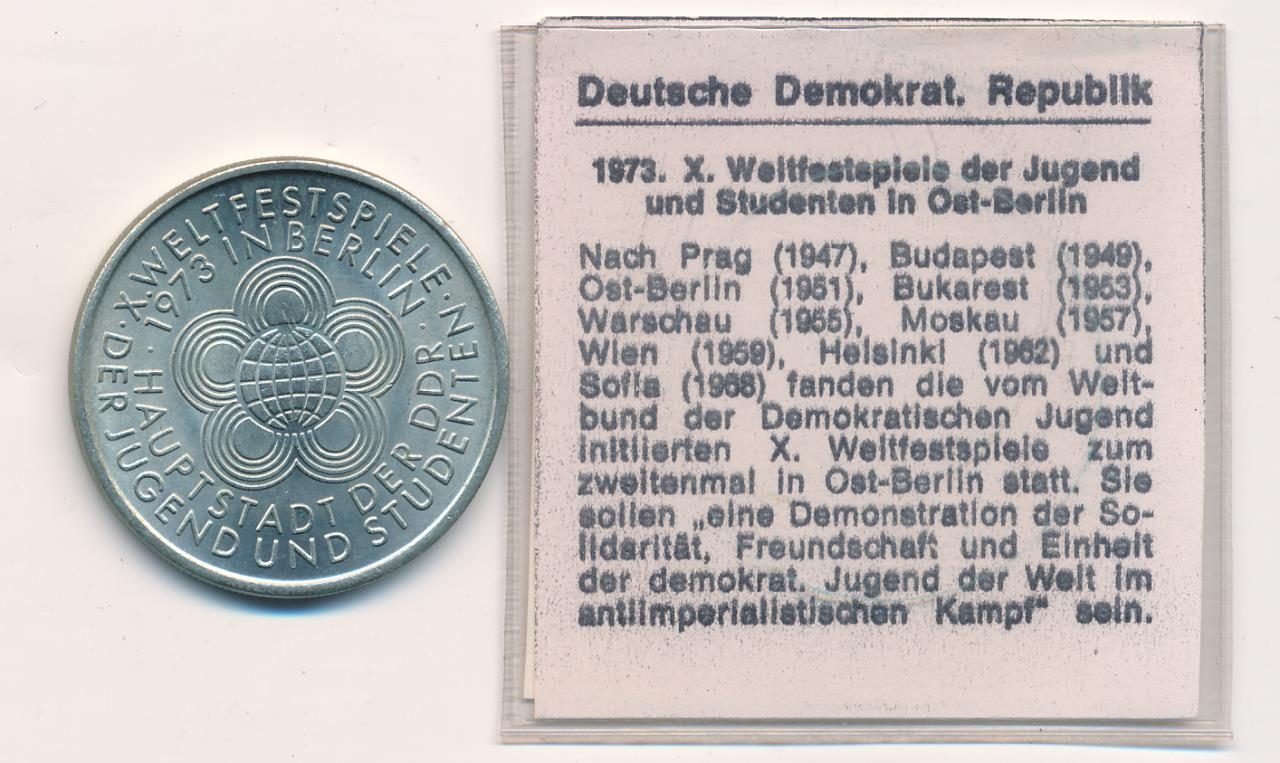 X. WELTFESTSPIELE ·
DER JUGEND UND STUDENTEN ·
1973 IN BERLIN ·
HAUPTSTADT DER DDR ·
Deutsche Demokrat. Republik
1973. X. Weltfestspiele der Jugend
und Studenten in Ost-Berlin
Nach Prag (1947), Budapest (1949),
Ost-Berlin (1951), Bukarest (1953),
Warschau (1955), Moskau (1957),
Wien (1959), Helsinki (1962) und
Sofia (1968) fanden die vom Welt-
bund der Demokratischen Jugend
initiierten X. Weltfestspiele zum
zweitenmal in Ost-Berlin statt. Sie
sollen „eine Demonstration der So-
lidarität, Freundschaft und Einheit
der demokrat. Jugend der Welt im
antiimperialistischen Kampf“ sein.